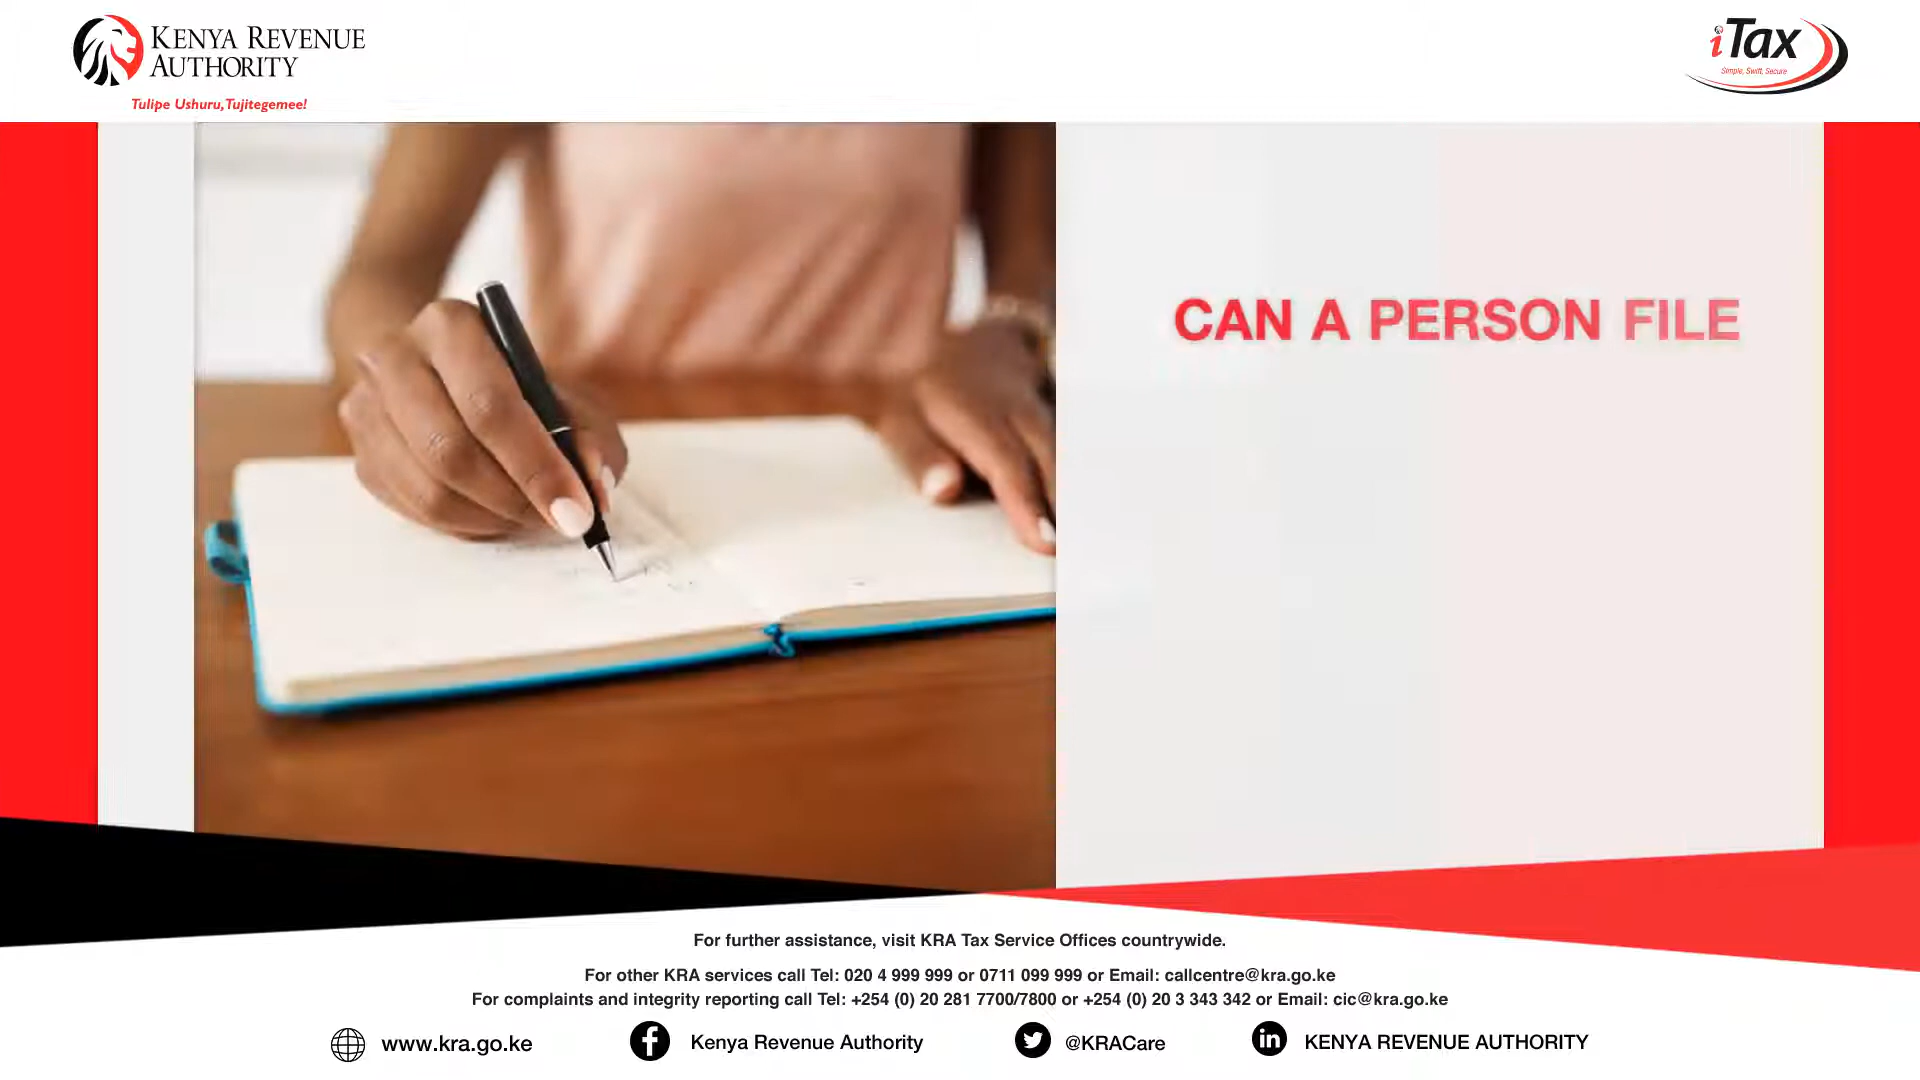 KENYA REVENUE
AUTHORITY
Tulipe Ushuru, Tujitegemee!
iTax
Simple, Swift, Secure
CAN A PERSON FILE
For further assistance, visit KRA Tax Service Offices countrywide.
For other KRA services call Tel: 020 4 999 999 or 0711 099 999 or Email: callcentre@kra.go.ke
For complaints and integrity reporting call Tel: +254 (0) 20 281 7700/7800 or +254 (0) 20 3 343 342 or Email: cic@kra.go.ke
www.kra.go.ke
Kenya Revenue Authority
@KRACare
KENYA REVENUE AUTHORITY